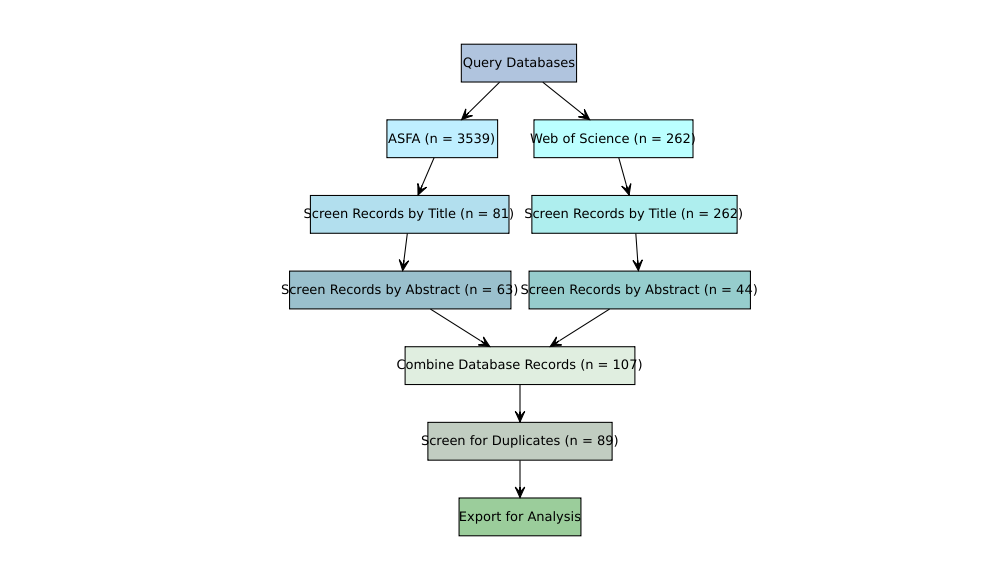 Query Databases
ASFA (n = 3539)
Web of Science (n = 262)
Screen Records by Title (n = 81)
Screen Records by Title (n = 262)
Screen Records by Abstract (n = 63)
Screen Records by Abstract (n = 44)
Combine Database Records (n = 107)
Screen for Duplicates (n = 89)
Export for Analysis